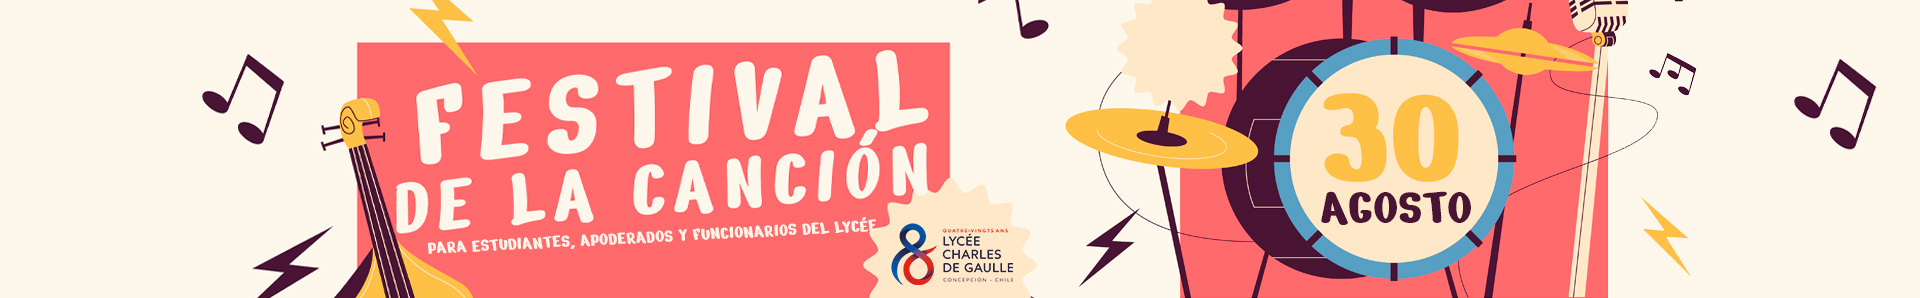 FESTIVAL
DE LA CANCIÓN
PARA ESTUDIANTES, APODERADOS Y FUNCIONARIOS DEL LYCÉE
QUATRE-VINGTS ANS
LYCÉE
CHARLES
DE GAULLE
CONCEPCIÓN - CHILE
30
AGOSTO